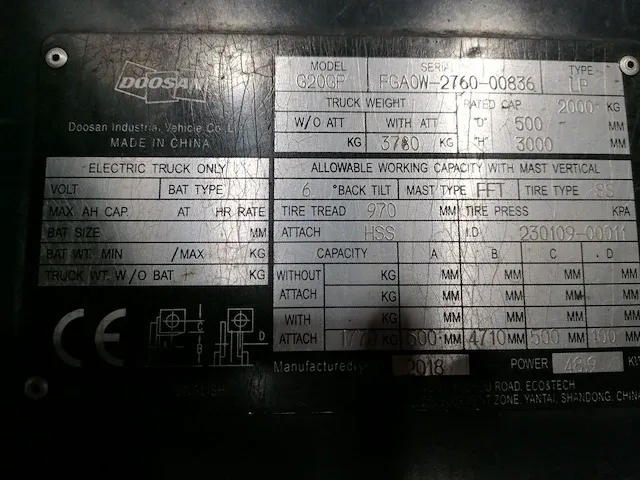 DOOSAN
Doosan Industrial Vehicle Co.
MADE IN CHINA
MODEL SERIAL TYPE
G20GP FGA0W-2760-00836 LP
TRUCK WEIGHT RATED CAP 2000 KG
W/O ATT WITH ATT "D" 500 MM
KG 3780 KG "H" 3000 MM
ELECTRIC TRUCK ONLY
VOLT BAT TYPE
MAX AH CAP. AT HR RATE
BAT SIZE MM
BAT WT. MIN /MAX KG
TRUCK WT. W/O BAT KG
ALLOWABLE WORKING CAPACITY WITH MAST VERTICAL
6 °BACK TILT MAST TYPE FFT TIRE TYPE SS
TIRE TREAD 970 MM TIRE PRESS KPA
ATTACH HSS I.D 230109-00011
CAPACITY A B C D
WITHOUT ATTACH KG MM MM MM MM
KG MM MM MM MM
WITH ATTACH KG MM MM MM MM
KG 600 MM 4710 MM 500 MM 100 MM
CE
C
B
D
Manufactured 2018 POWER 48.9
ENGLISH
ROAD, ECO&TECH
ZONE, YANTAI, SHANDONG, CHINA